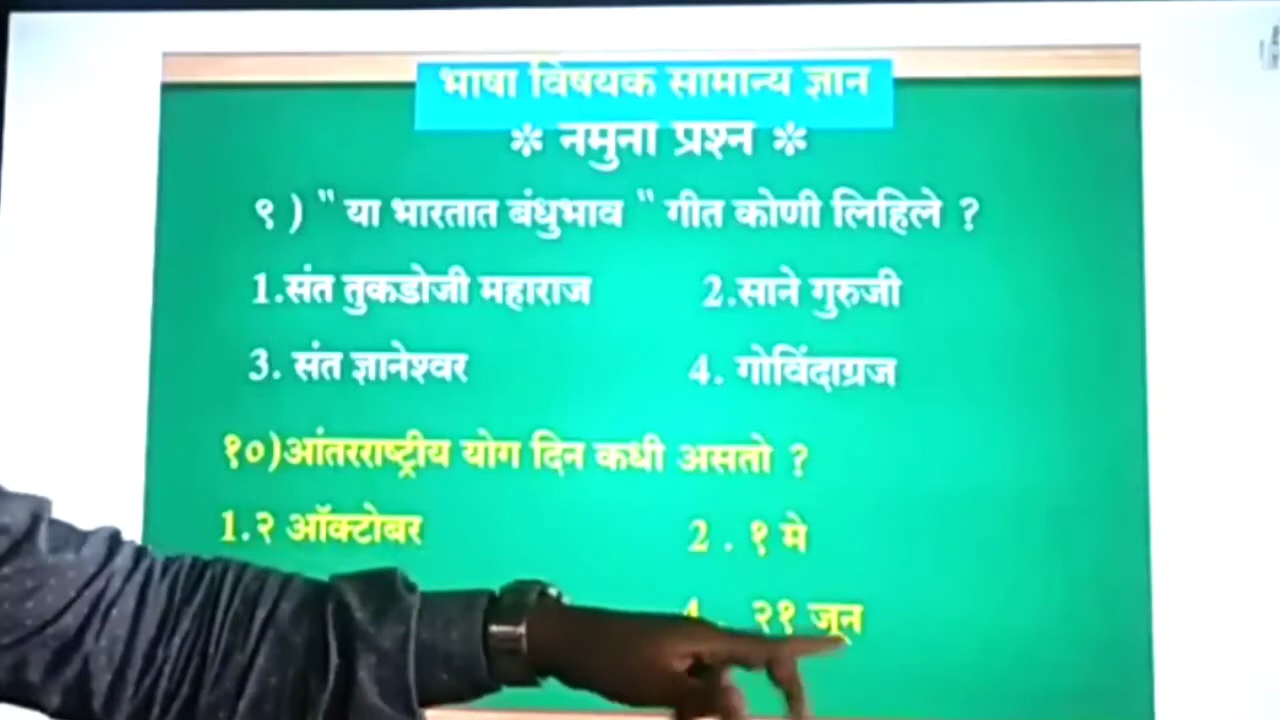 भाषा विषयक सामान्य ज्ञान
* नमुना प्रश्न *
९ ) " या भारतात बंधुभाव " गीत कोणी लिहिले ?
1.संत तुकडोजी महाराज 2.साने गुरुजी
3. संत ज्ञानेश्वर 4. गोविंदाग्रज
१०)आंतरराष्ट्रीय योग दिन कधी असतो ?
1.२ ऑक्टोबर 2 . १ मे
4 . २१ जून